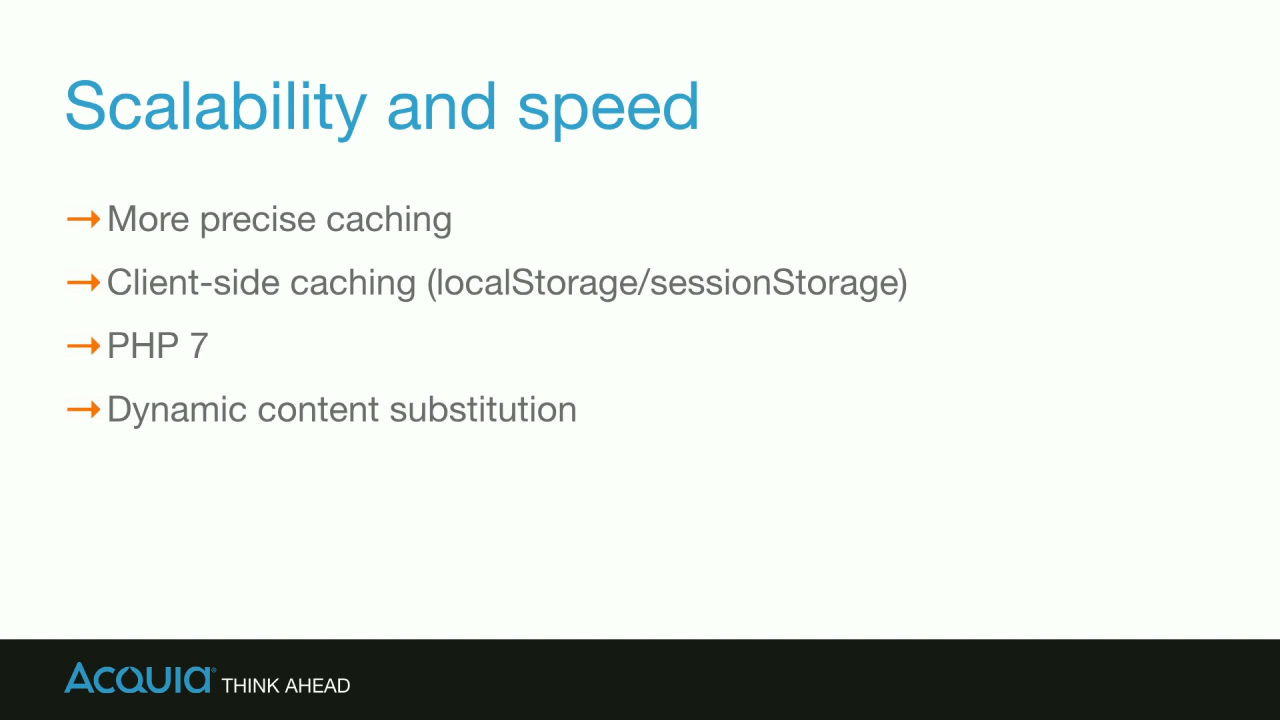 Scalability and speed
→ More precise caching
→ Client-side caching (localStorage/sessionStorage)
→ PHP 7
→ Dynamic content substitution
ACQUIA® THINK AHEAD